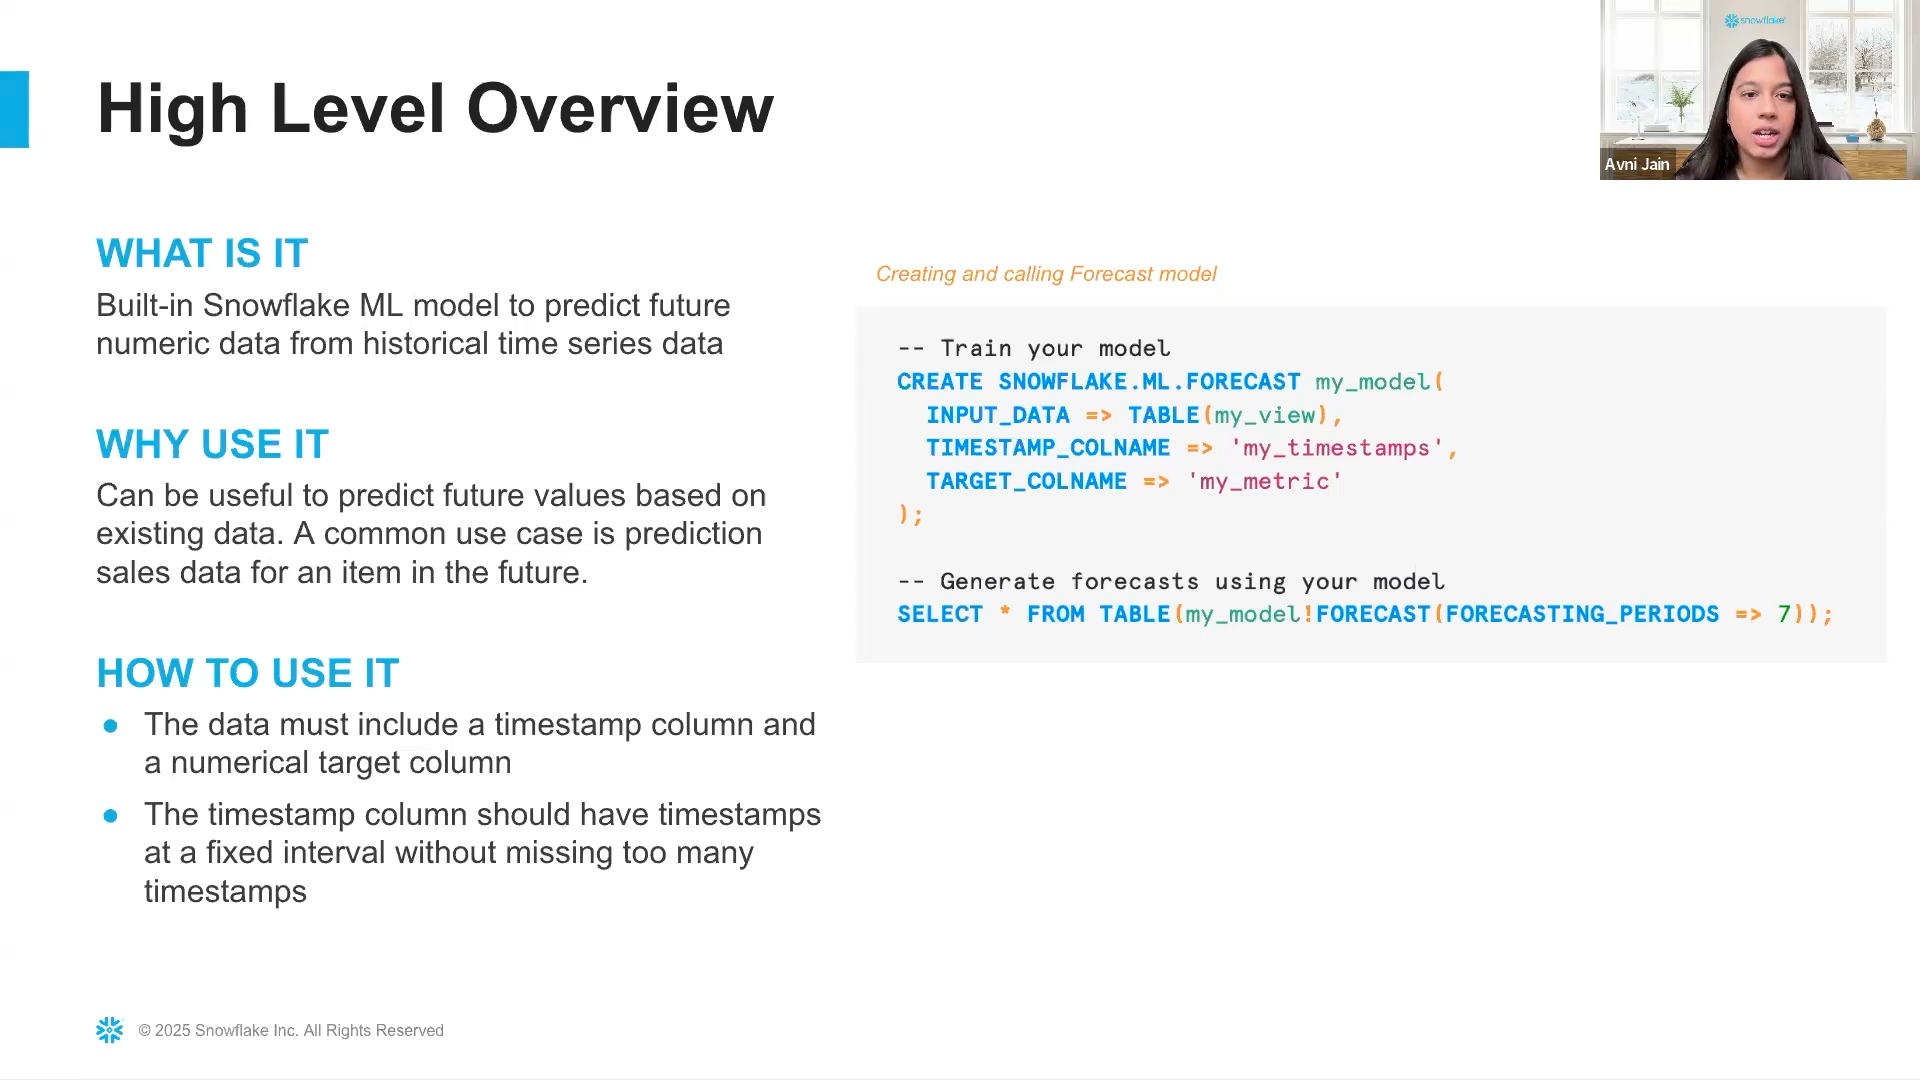 snowflake
Avni Jain
High Level Overview
WHAT IS IT
Built-in Snowflake ML model to predict future
numeric data from historical time series data
WHY USE IT
Can be useful to predict future values based on
existing data. A common use case is prediction
sales data for an item in the future.
HOW TO USE IT
● The data must include a timestamp column and
a numerical target column
● The timestamp column should have timestamps
at a fixed interval without missing too many
timestamps
Creating and calling Forecast model
-- Train your model
CREATE SNOWFLAKE.ML.FORECAST my_model(
  INPUT_DATA => TABLE(my_view),
  TIMESTAMP_COLNAME => 'my_timestamps',
  TARGET_COLNAME => 'my_metric'
);
-- Generate forecasts using your model
SELECT * FROM TABLE(my_model!FORECAST(FORECASTING_PERIODS => 7));
© 2025 Snowflake Inc. All Rights Reserved